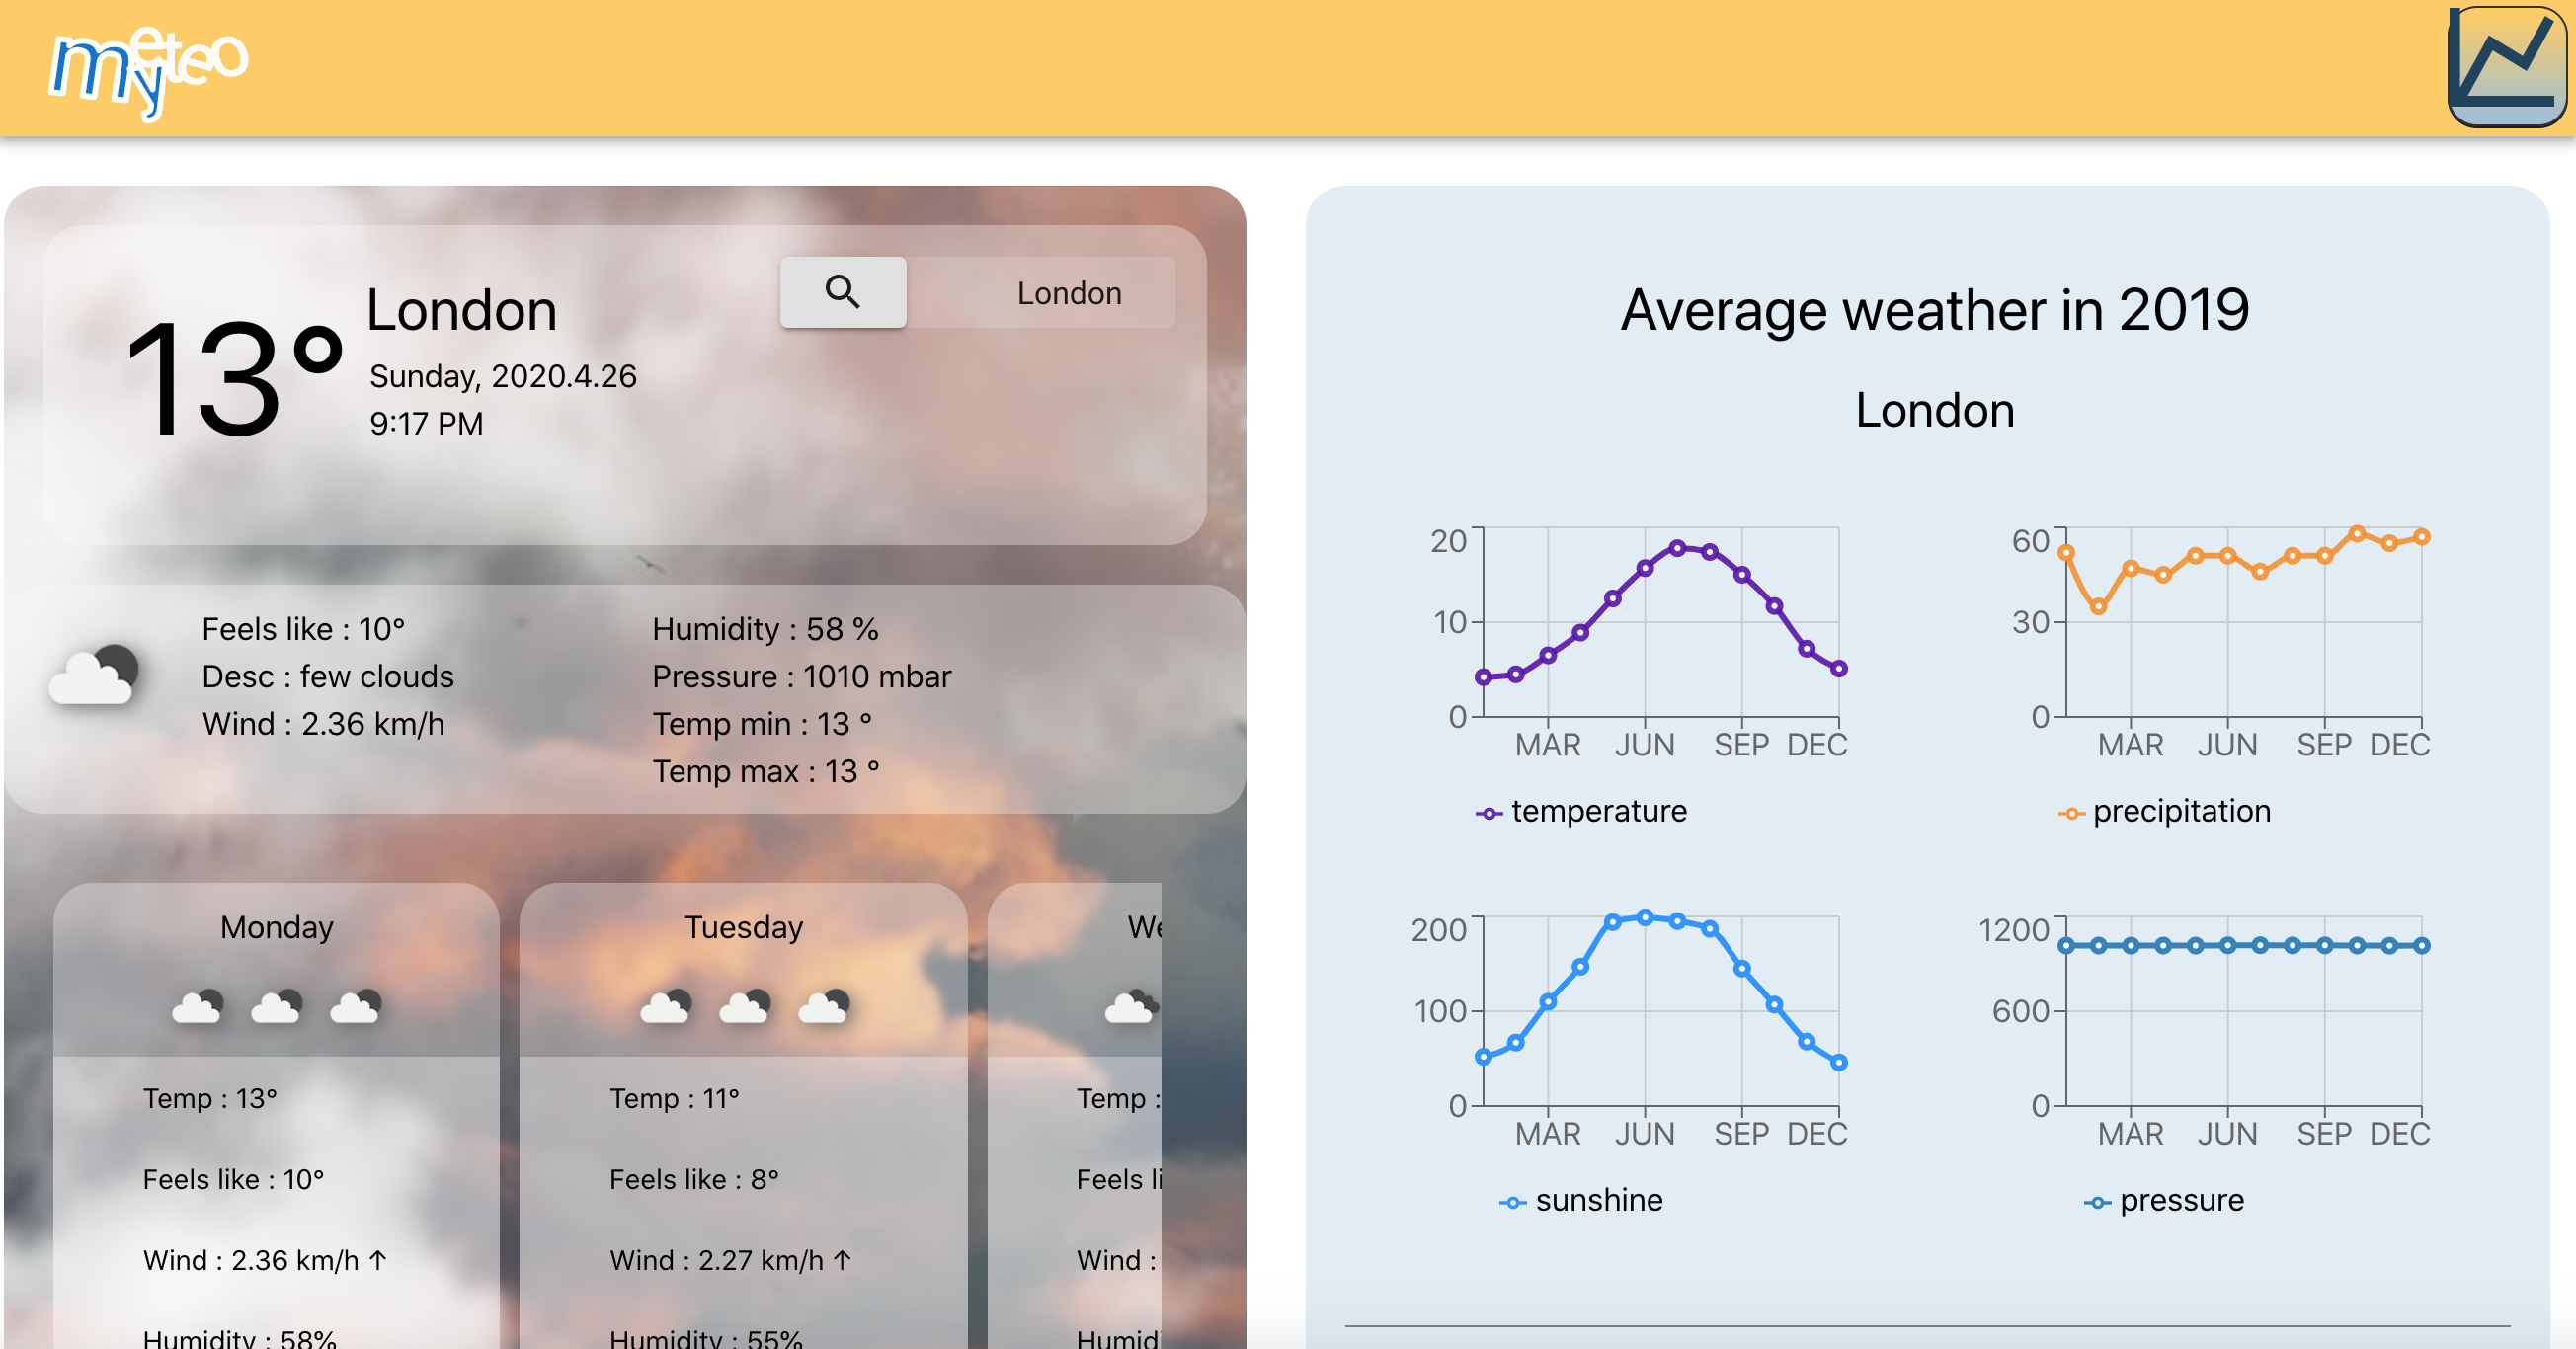 myMeteo
London
13°
London
Sunday, 2020.4.26
9:17 PM
Feels like : 10°
Desc : few clouds
Wind : 2.36 km/h
Humidity : 58 %
Pressure : 1010 mbar
Temp min : 13 °
Temp max : 13 °
Monday
Temp : 13°
Feels like : 10°
Wind : 2.36 km/h ↑
Humidity : 58%
Tuesday
Temp : 11°
Feels like : 8°
Wind : 2.27 km/h ↑
Humidity : 55%
We
Temp :
Feels li
Wind :
Humid
Average weather in 2019
London
20
10
0
MAR JUN SEP DEC
temperature
60
30
0
MAR JUN SEP DEC
precipitation
200
100
0
MAR JUN SEP DEC
sunshine
1200
600
0
MAR JUN SEP DEC
pressure